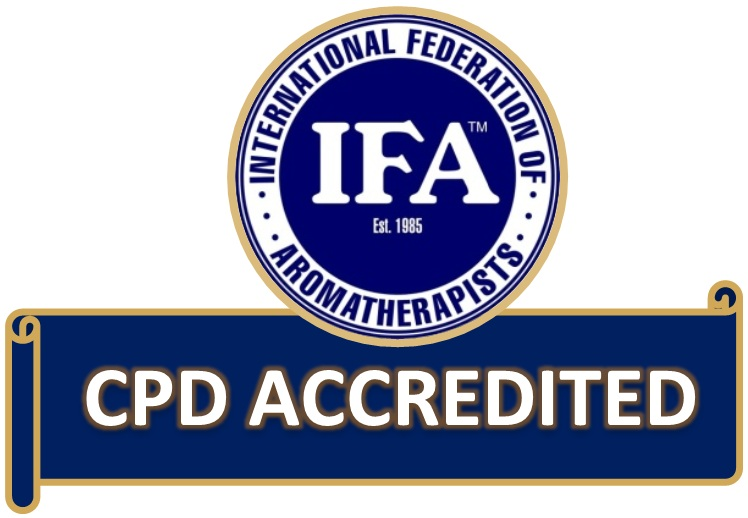 INTERNATIONAL FEDERATION OF
IFA™
Est. 1985
AROMATHERAPISTS
CPD ACCREDITED